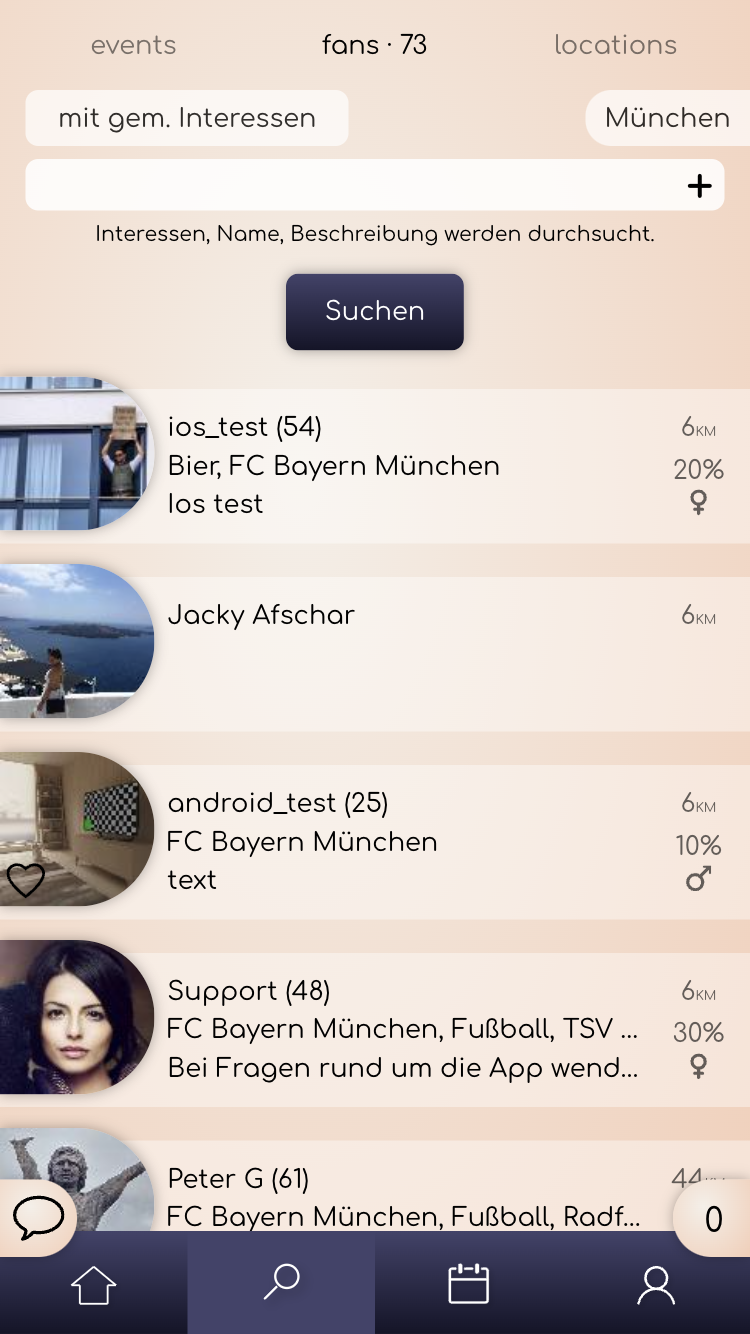 events
fans · 73
locations
mit gem. Interessen
München
Interessen, Name, Beschreibung werden durchsucht.
Suchen
ios_test (54)
6KM
Bier, FC Bayern München
20%
Ios test
Jacky Afschar
6KM
android_test (25)
6KM
FC Bayern München
10%
text
Support (48)
6KM
FC Bayern München, Fußball, TSV ...
30%
Bei Fragen rund um die App wend...
Peter G (61)
44
FC Bayern München, Fußball, Radf...
0